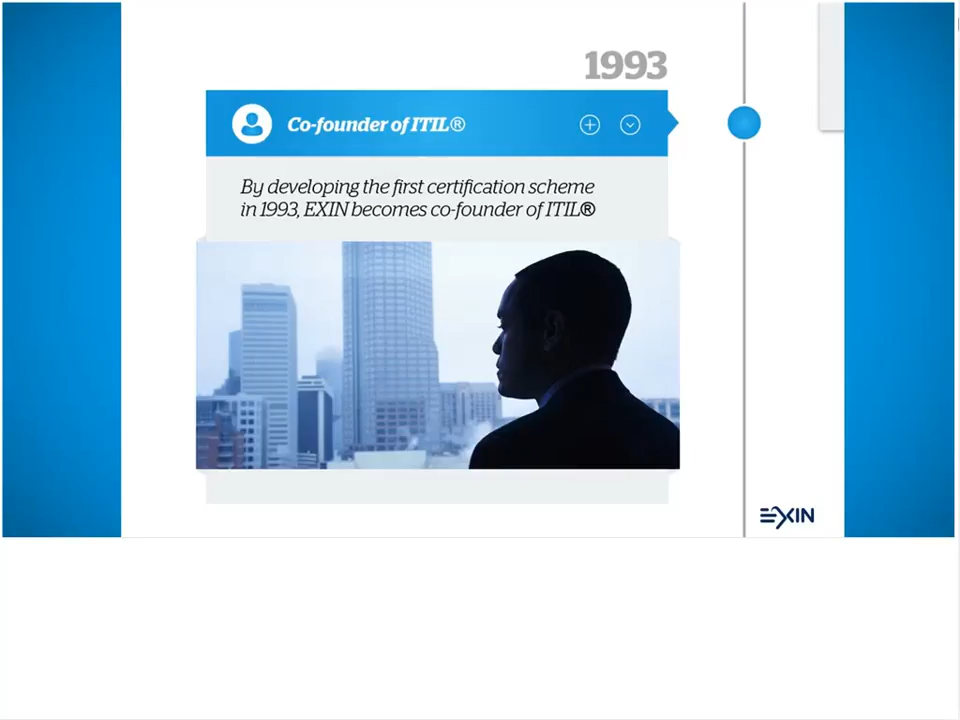 1993
Co-founder of ITIL®
By developing the first certification scheme
in 1993, EXIN becomes co-founder of ITIL®
EXIN